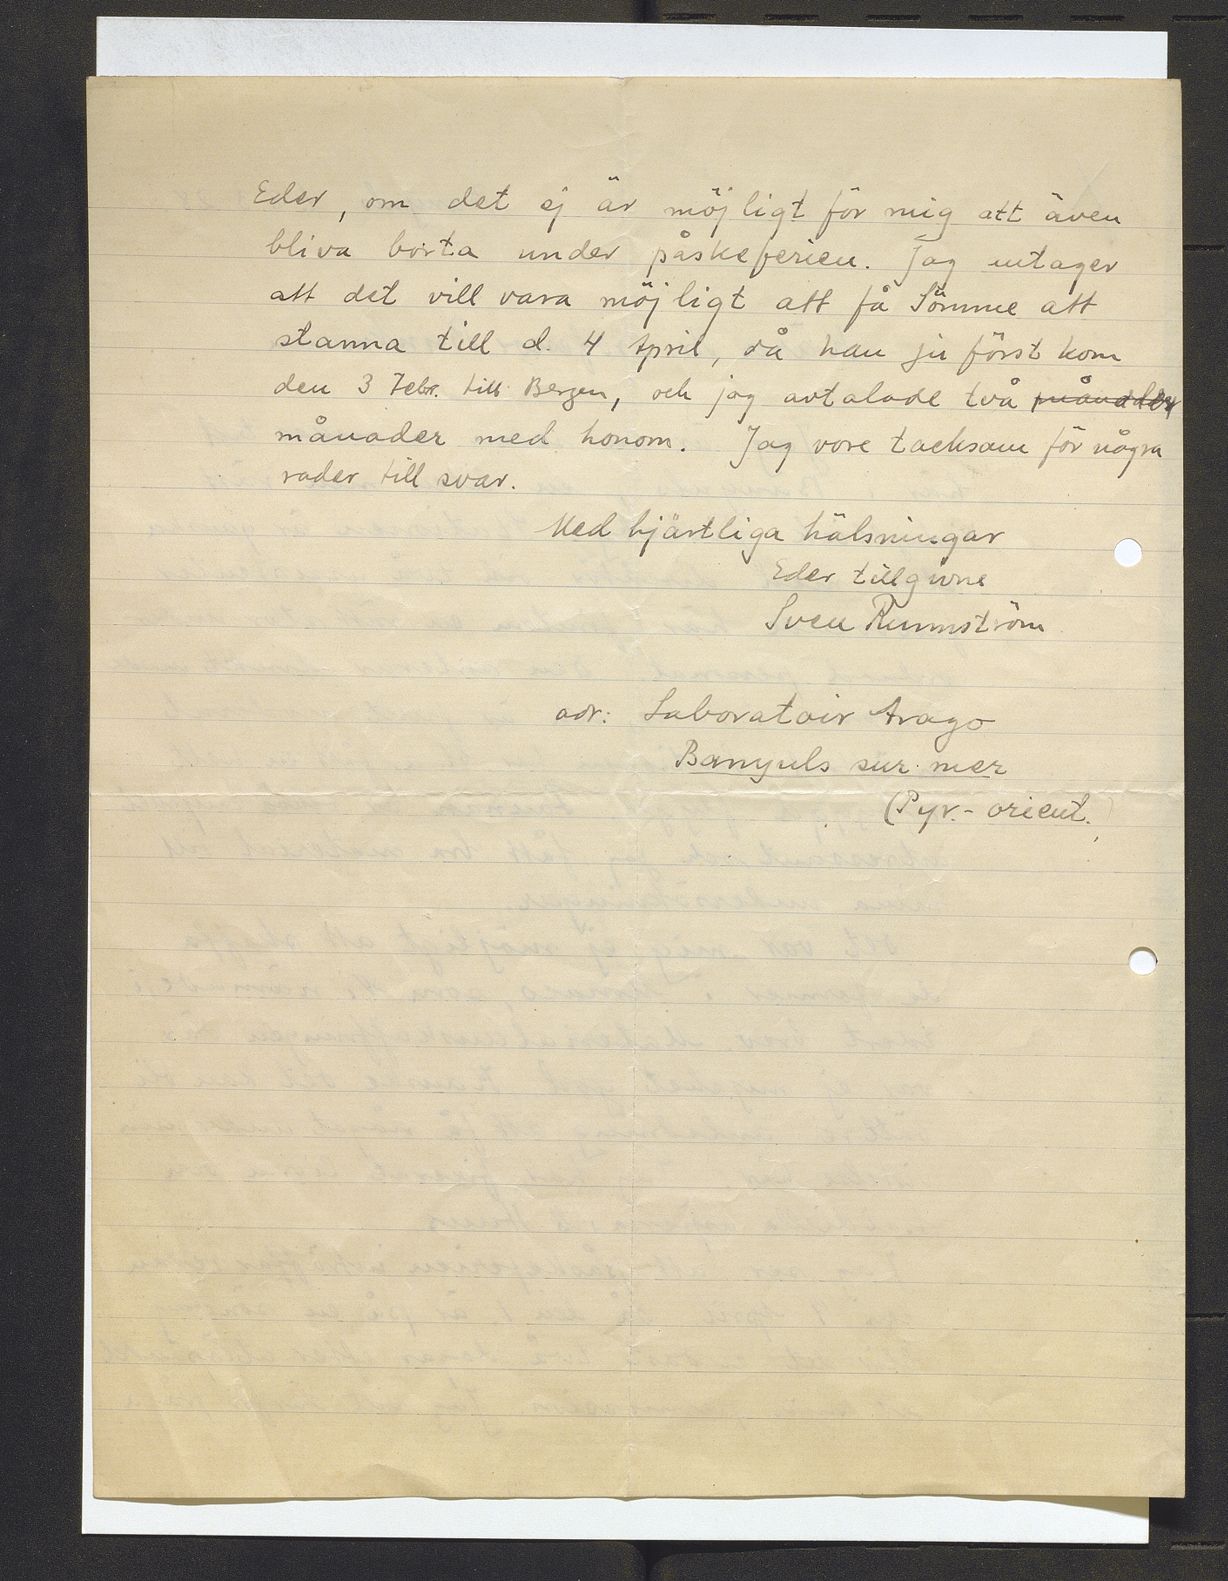 Eder, om det ej är möjligt för mig att även
bliva borta under påskeferien. Jag antager
att det vill vara möjligt att få Sömme att
stanna till d. 4 April, då han ju först kom
den 3 Febr. till Bergen, och jag avtalade två månadder
månader med honom. Jag vore tacksam för några
rader till svar.
Med hjärtliga hälsningar
Eder tillgivne
Sven Runnström
adr: Laboratoir Arago
Banyuls sur mer
(Pyr.- orient.)